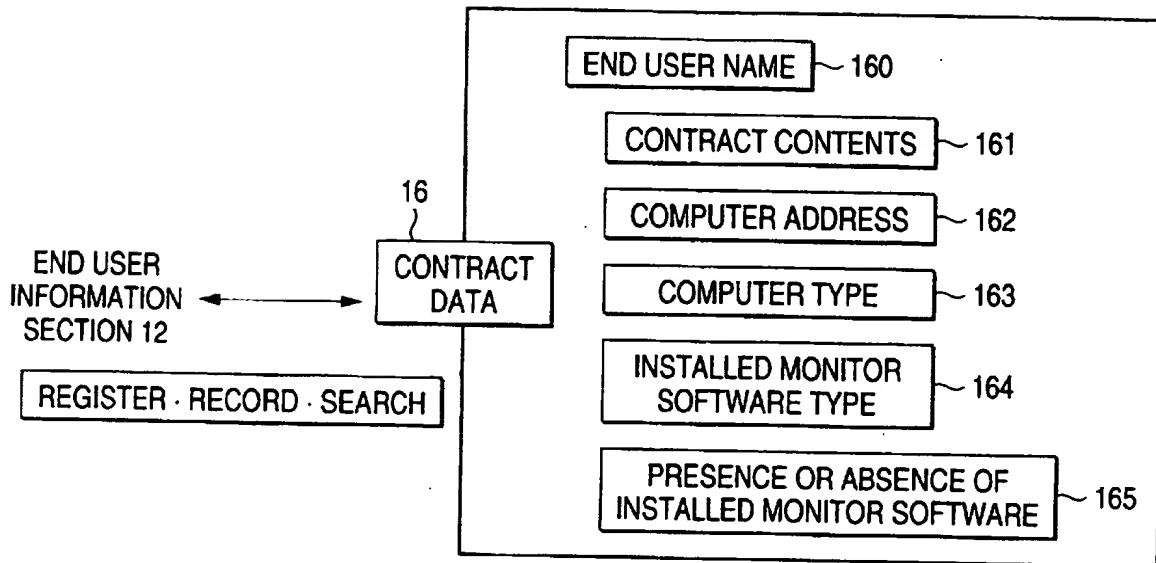 END USER NAME 160
CONTRACT CONTENTS 161
16
COMPUTER ADDRESS 162
CONTRACT
DATA
END USER
INFORMATION
SECTION 12
COMPUTER TYPE 163
INSTALLED MONITOR
SOFTWARE TYPE 164
REGISTER · RECORD · SEARCH
PRESENCE OR ABSENCE OF
INSTALLED MONITOR SOFTWARE 165